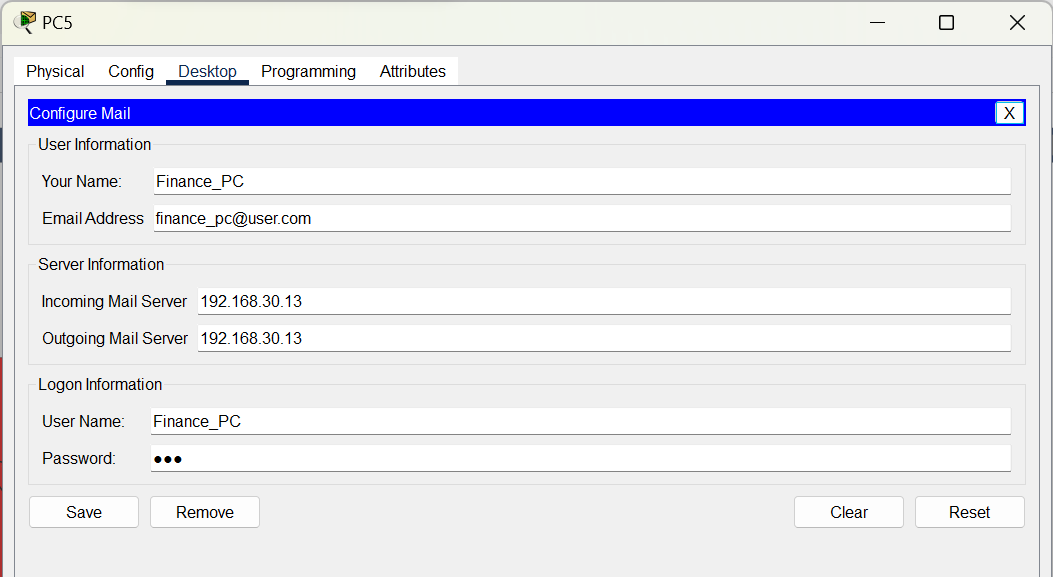 PC5
Physical Config Desktop Programming Attributes
Configure Mail X
User Information
Your Name: Finance_PC
Email Address finance_pc@user.com
Server Information
Incoming Mail Server 192.168.30.13
Outgoing Mail Server 192.168.30.13
Logon Information
User Name: Finance_PC
Password: ●●●
Save Remove Clear Reset